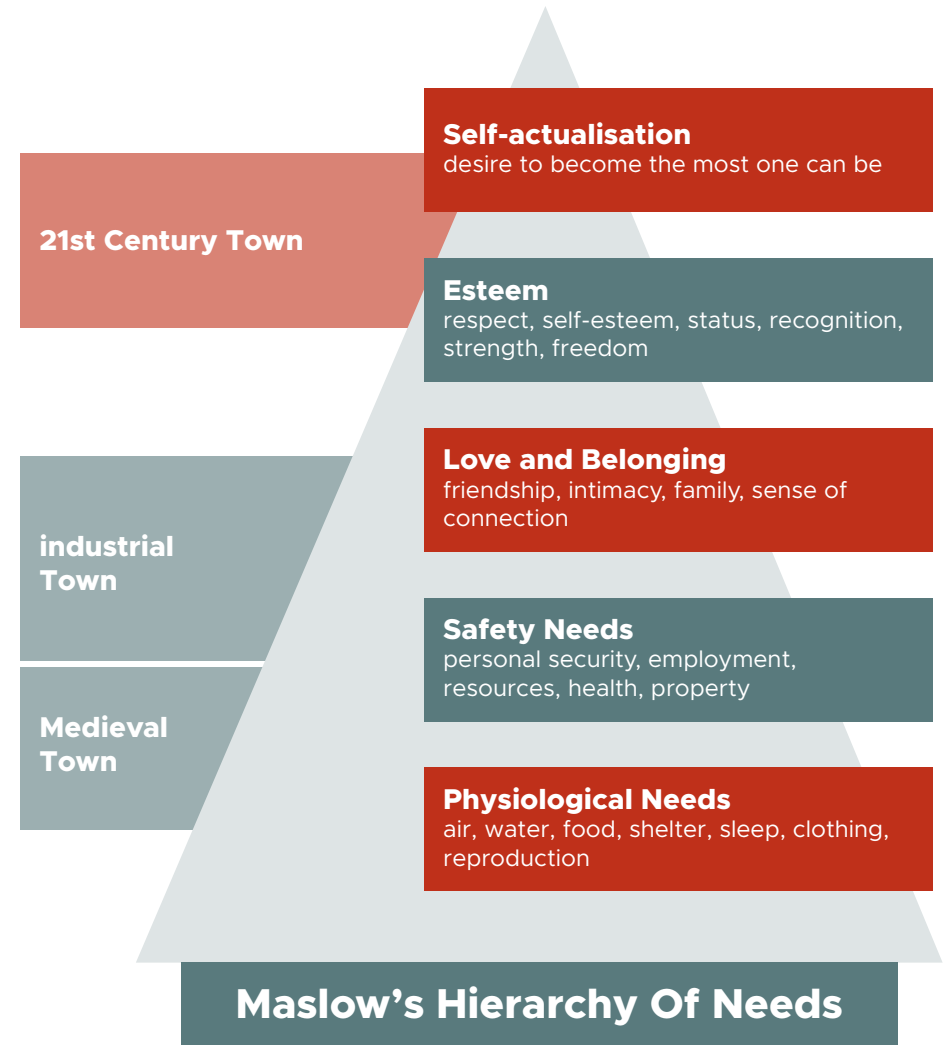 Self-actualisation
desire to become the most one can be
21st Century Town
Esteem
respect, self-esteem, status, recognition,
strength, freedom
Love and Belonging
friendship, intimacy, family, sense of
connection
industrial
Town
Safety Needs
personal security, employment,
resources, health, property
Medieval
Town
Physiological Needs
air, water, food, shelter, sleep, clothing,
reproduction
Maslow’s Hierarchy Of Needs